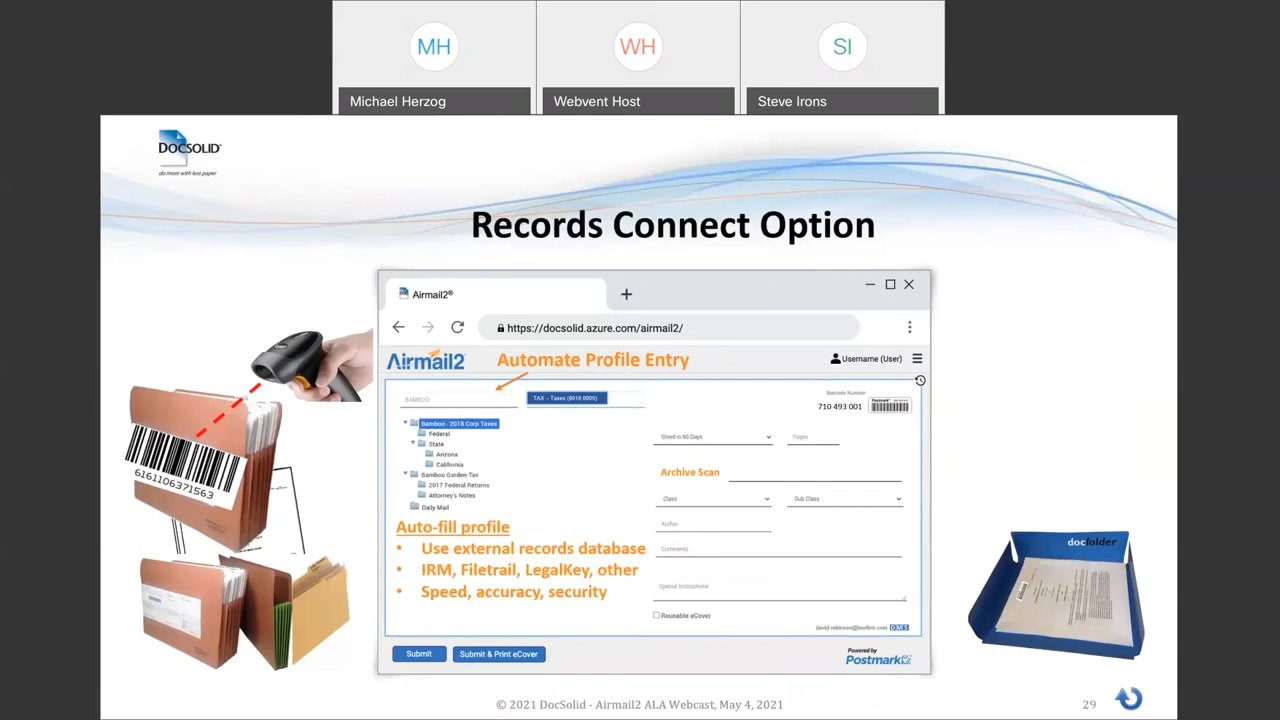 MH
WH
SI
Michael Herzog
Webvent Host
Steve Irons
DOCSOLID
do more with less paper
Records Connect Option
Airmail2®
https://docsolid.azure.com/airmail2/
Airmail2
Automate Profile Entry
Username (User)
BAMBOO
TAX – Taxes (0010 0005)
Barcode Number
710 493 001
Postmark
Bamboo - 2018 Corp Taxes
Federal
State
Arizona
California
Bamboo Garden-Tax
2017 Federal Returns
Attorney's Notes
Daily Mail
Shred in 60 Days
Pages
Archive Scan
Class
Sub Class
Author
Comments
Special Instructions
Reusable eCover
david.robinson@lawfirm.com DMS
Auto-fill profile
• Use external records database
• IRM, Filetrail, LegalKey, other
• Speed, accuracy, security
Submit
Submit & Print eCover
Powered by
Postmark
6161106371563
docfolder
© 2021 DocSolid - Airmail2 ALA Webcast, May 4, 2021
29